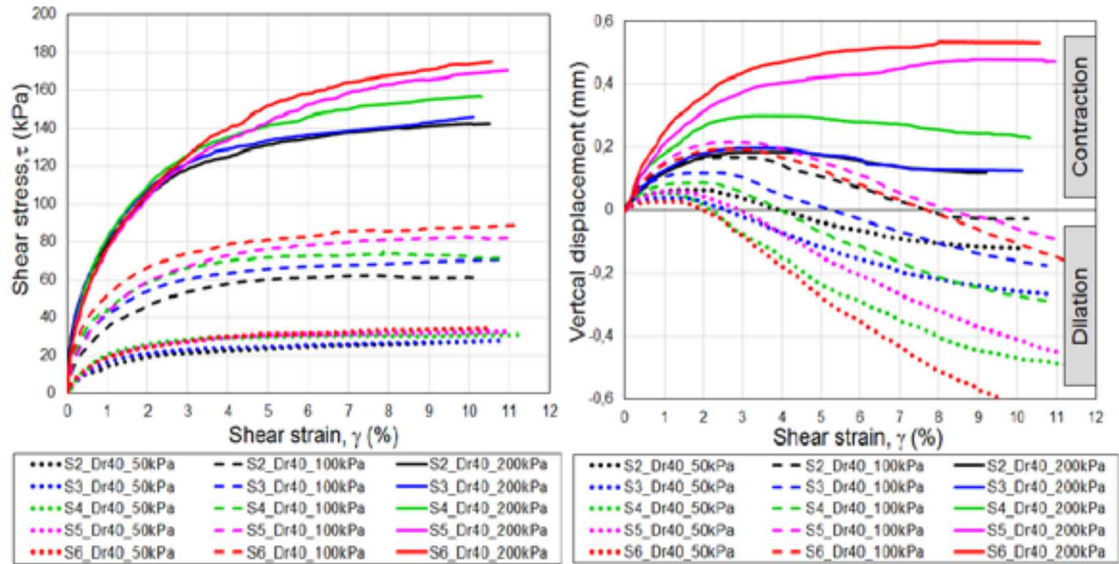 200
180
160
140
120
100
80
60
40
20
0
Shear stress, τ (kPa)
0 1 2 3 4 5 6 7 8 9 10 11 12
Shear strain, γ (%)
S2_Dr40_50kPa S2_Dr40_100kPa S2_Dr40_200kPa
S3_Dr40_50kPa S3_Dr40_100kPa S3_Dr40_200kPa
S4_Dr40_50kPa S4_Dr40_100kPa S4_Dr40_200kPa
S5_Dr40_50kPa S5_Dr40_100kPa S5_Dr40_200kPa
S6_Dr40_50kPa S6_Dr40_100kPa S6_Dr40_200kPa
0,6
0,4
0,2
0
-0,2
-0,4
-0,6
Vertcal displacement (mm)
Contraction
Dilation
0 1 2 3 4 5 6 7 8 9 10 11 12
Shear strain, γ (%)
S2_Dr40_50kPa S2_Dr40_100kPa S2_Dr40_200kPa
S3_Dr40_50kPa S3_Dr40_100kPa S3_Dr40_200kPa
S4_Dr40_50kPa S4_Dr40_100kPa S4_Dr40_200kPa
S5_Dr40_50kPa S5_Dr40_100kPa S5_Dr40_200kPa
S6_Dr40_50kPa S6_Dr40_100kPa S6_Dr40_200kPa